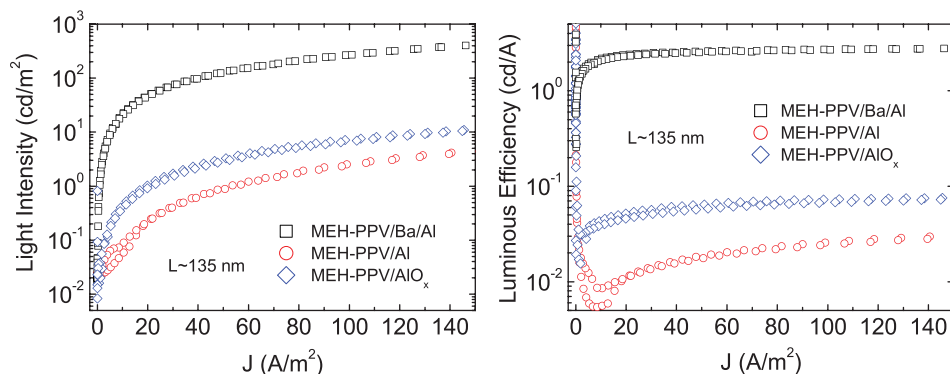 Light Intensity (cd/m²)
10³
10²
10¹
10⁰
10⁻¹
10⁻²
MEH-PPV/Ba/Al
MEH-PPV/Al
MEH-PPV/AlOₓ
L~135 nm
0 20 40 60 80 100 120 140
J (A/m²)
Luminous Efficiency (cd/A)
10⁰
10⁻¹
10⁻²
MEH-PPV/Ba/Al
MEH-PPV/Al
MEH-PPV/AlOₓ
L~135 nm
0 20 40 60 80 100 120 140
J (A/m²)